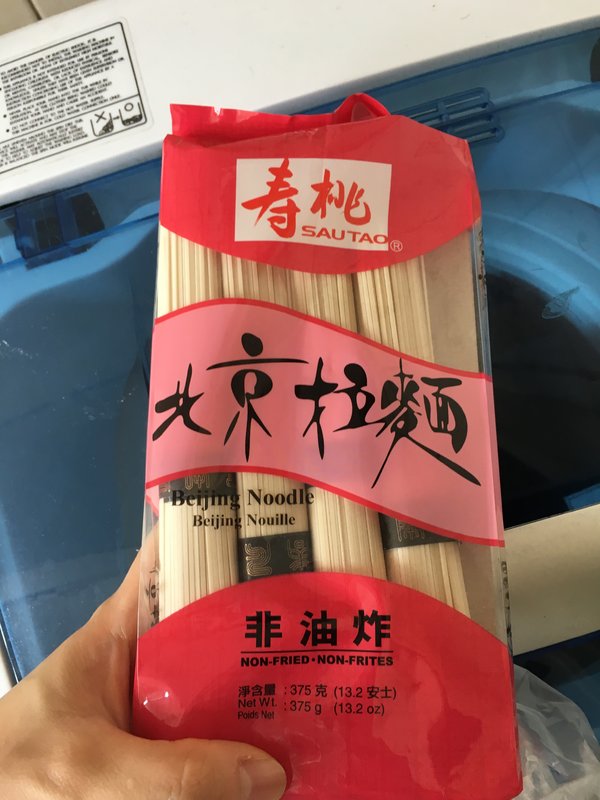 寿桃
SAUTAO®
北京拉麵
Beijing Noodle
Beijing Nouille
非油炸
NON-FRIED·NON-FRITES
淨含量 : 375 克 (13.2 安士)
Net Wt. : 375 g (13.2 oz)
Poids Net